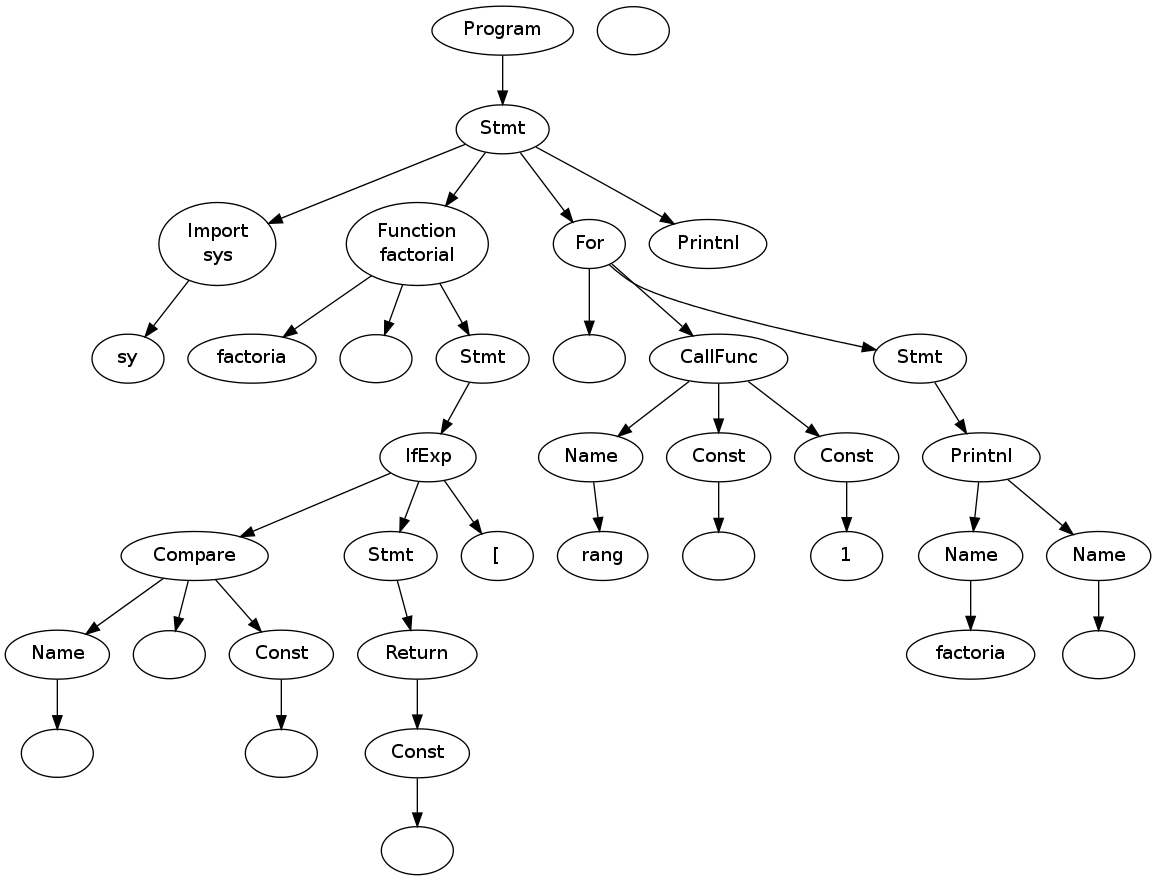 Program
Stmt
Import
sys
Function
factorial
For
Printnl
sy
factoria
Stmt
CallFunc
Stmt
IfExp
Name
Const
Const
Printnl
Compare
Stmt
[
rang
1
Name
Name
Name
Const
Return
factoria
Const